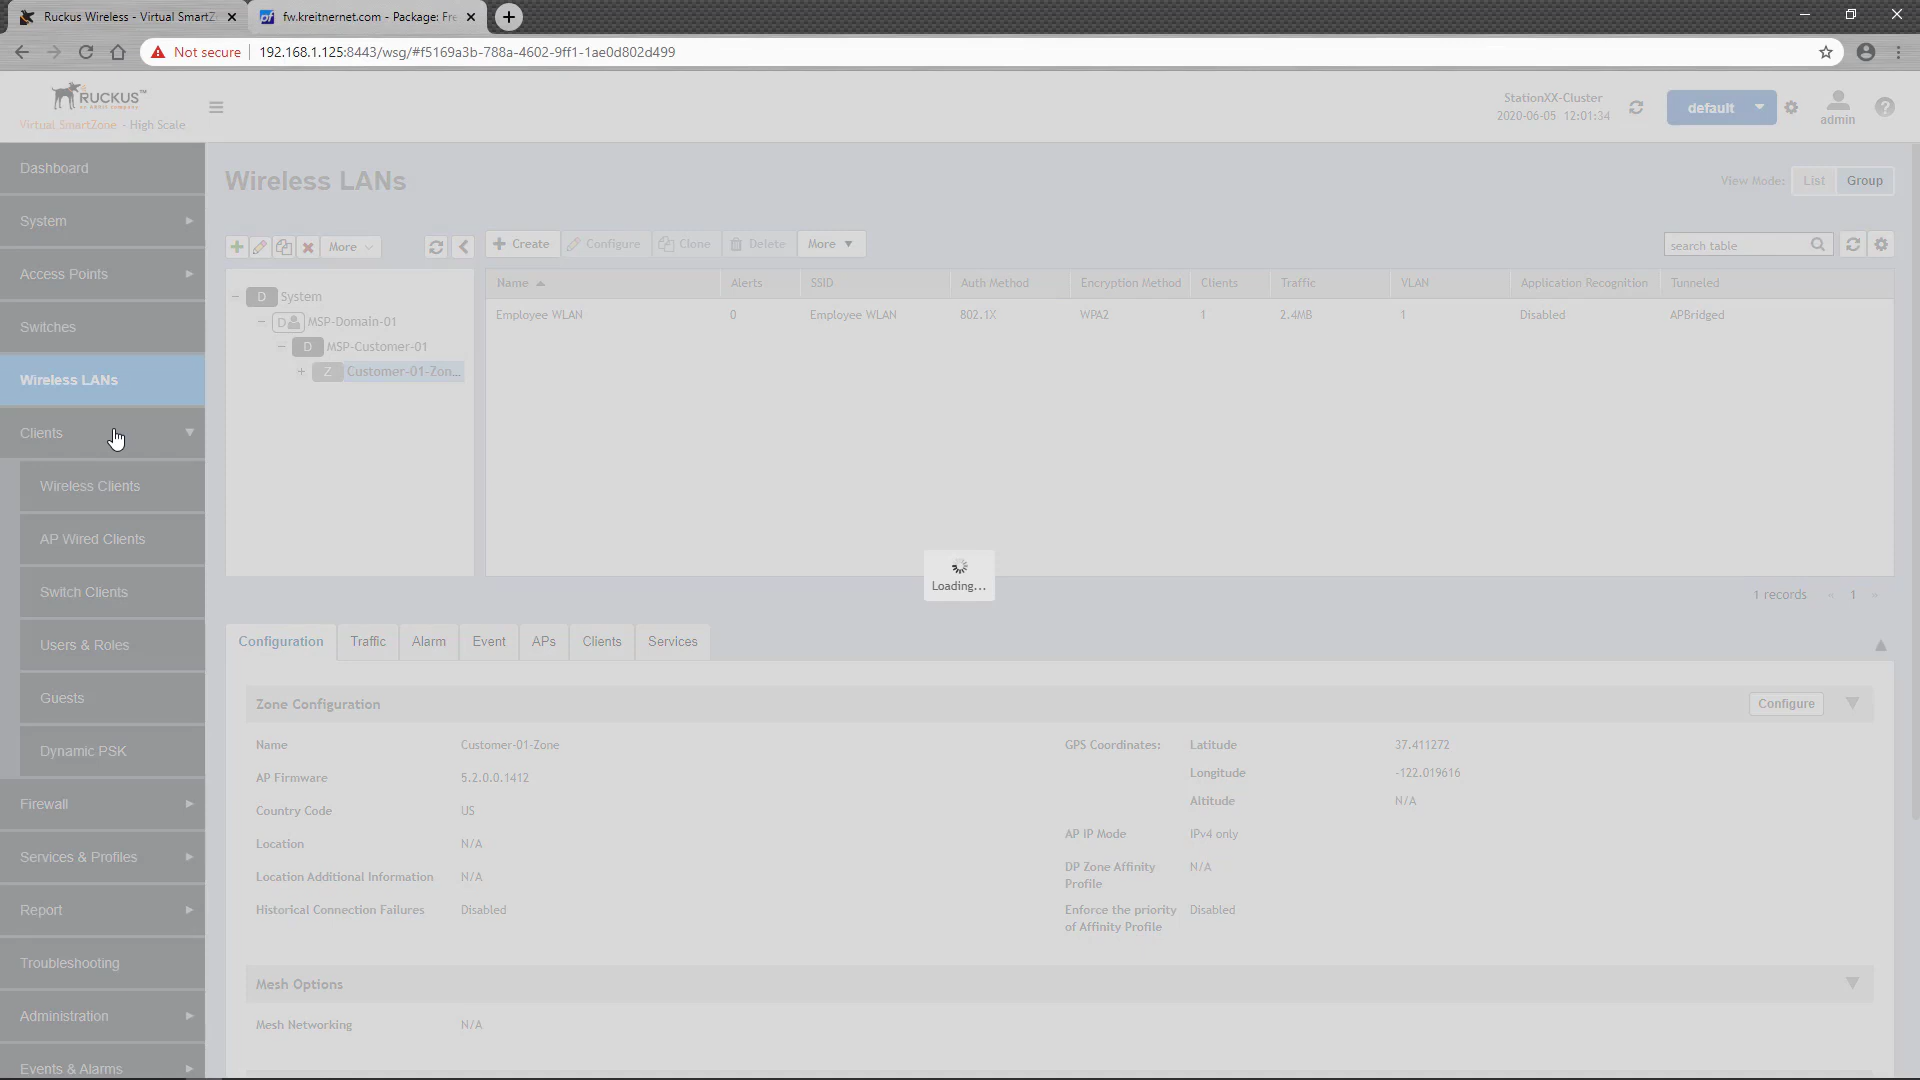 Ruckus Wireless - Virtual SmartZ
fw.kreitnernet.com - Package: Fre
Not secure
192.168.1.125:8443/wsg/#f5169a3b-788a-4602-9ff1-1ae0d802d499
RUCKUS™
Virtual SmartZone - High Scale
StationXX-Cluster
2020-06-05 12:01:34
default
admin
?
Dashboard
System
Access Points
Switches
Wireless LANs
Clients
Wireless Clients
AP Wired Clients
Switch Clients
Users & Roles
Guests
Dynamic PSK
Firewall
Services & Profiles
Report
Troubleshooting
Administration
Events & Alarms
Wireless LANs
View Mode: List Group
More
Create Configure Clone Delete More
search table
D System
D MSP-Domain-01
D MSP-Customer-01
Z Customer-01-Zon...
Name Alerts SSID Auth Method Encryption Method Clients Traffic VLAN Application Recognition Tunneled
Employee WLAN 0 Employee WLAN 802.1X WPA2 1 2.4MB 1 Disabled APBridged
Loading...
1 records « 1 »
Configuration Traffic Alarm Event APs Clients Services
Zone Configuration Configure
Name Customer-01-Zone
AP Firmware 5.2.0.0.1412
Country Code US
Location N/A
Location Additional Information N/A
Historical Connection Failures Disabled
GPS Coordinates: Latitude 37.411272
Longitude -122.019616
Altitude N/A
AP IP Mode IPv4 only
DP Zone Affinity Profile N/A
Enforce the priority of Affinity Profile Disabled
Mesh Options
Mesh Networking N/A